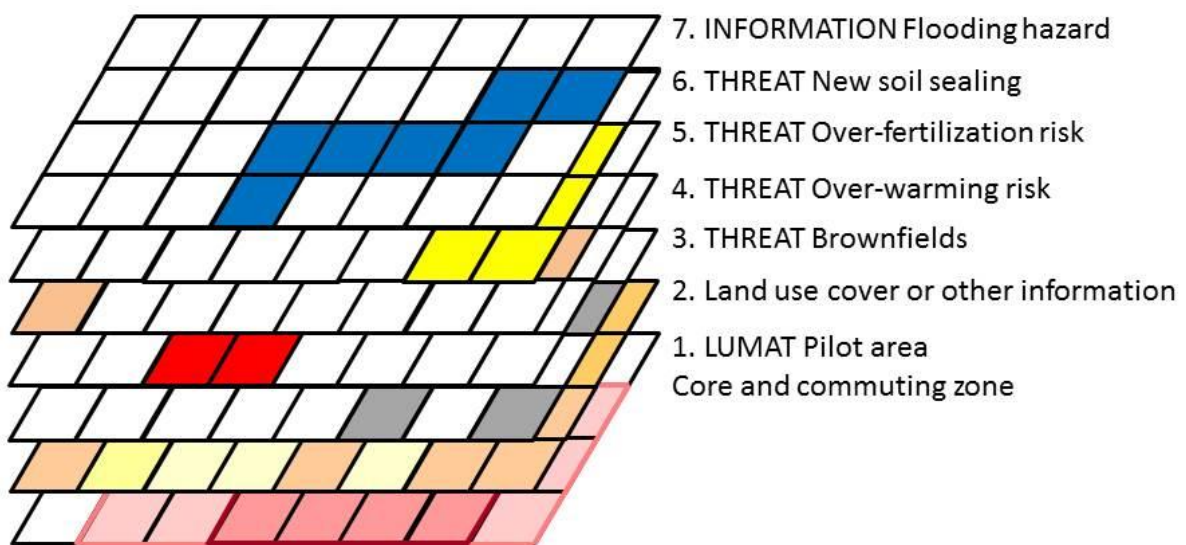 7. INFORMATION Flooding hazard
6. THREAT New soil sealing
5. THREAT Over-fertilization risk
4. THREAT Over-warming risk
3. THREAT Brownfields
2. Land use cover or other information
1. LUMAT Pilot area
Core and commuting zone